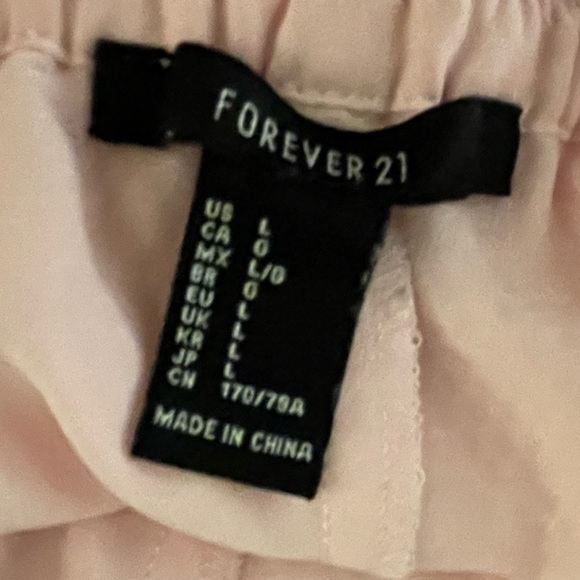 FOREVER 21
US L
CA G
MX L/G
BR G
EU L
UK L
KR L
JP L
CN
MADE IN CHINA